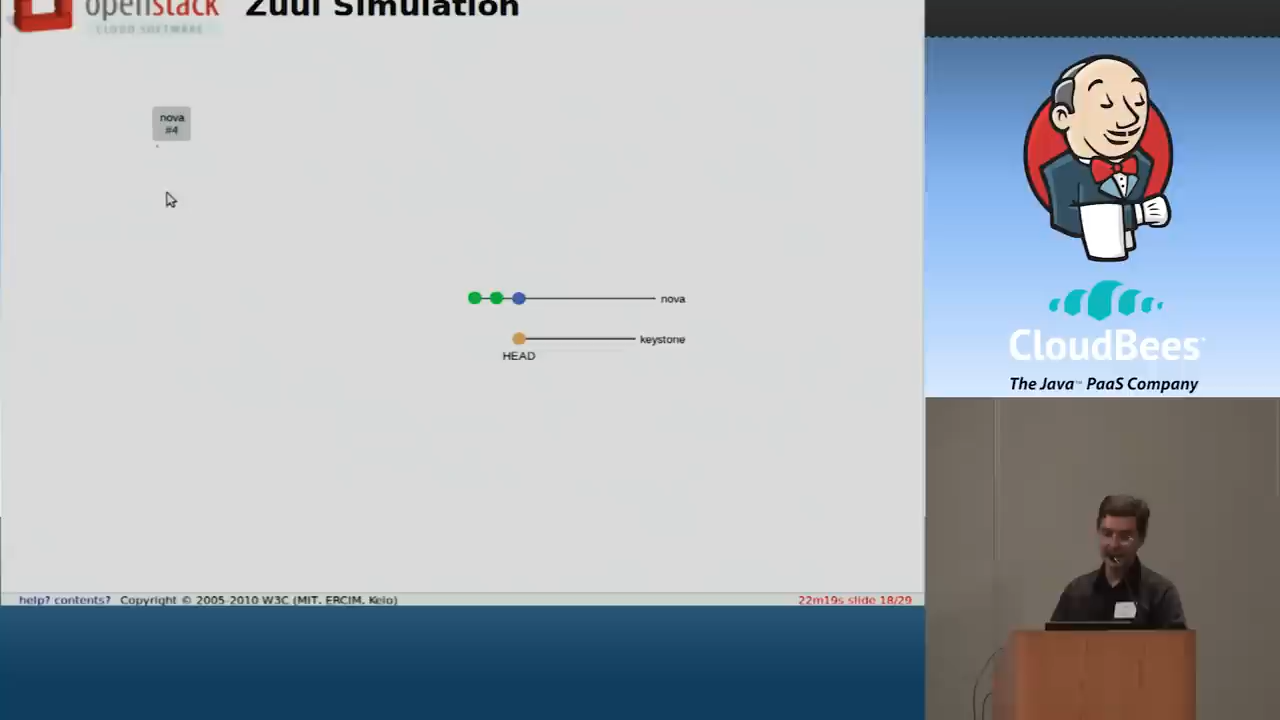 openstack
CLOUD SOFTWARE
Zuul Simulation
nova
#4
nova
keystone
HEAD
help? contents? Copyright © 2005-2010 W3C (MIT, ERCIM, Keio)
22m19s slide 18/29
CloudBees
The Java™ PaaS Company